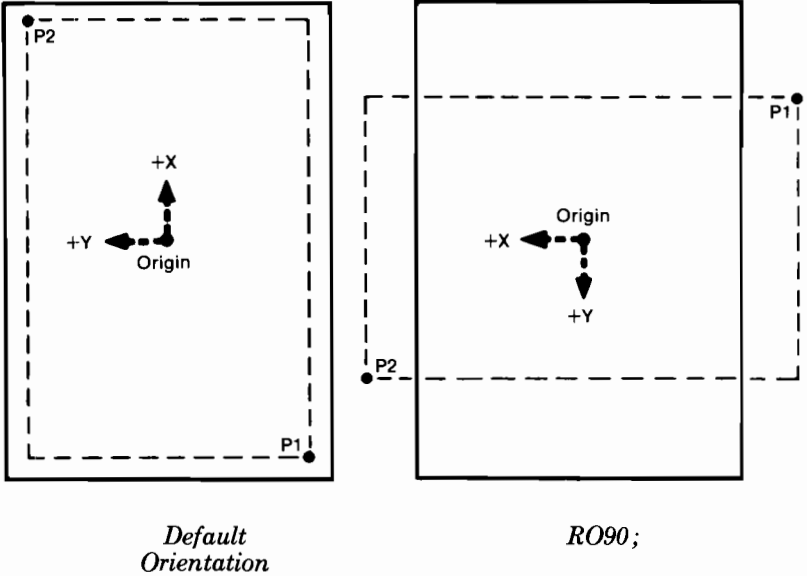 P2
+X
+Y
Origin
P1
Default
Orientation
P1
Origin
+X
+Y
P2
RO90;